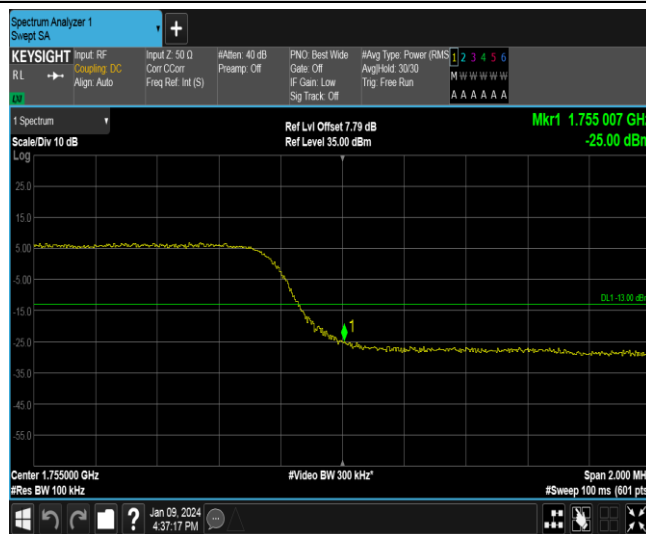 Spectrum Analyzer 1
Swept SA
+
KEYSIGHT
RL
LXI
Input: RF
Coupling: DC
Align: Auto
Input Z: 50 Ω
Corr CCorr
Freq Ref: Int (S)
#Atten: 40 dB
Preamp: Off
PNO: Best Wide
Gate: Off
IF Gain: Low
Sig Track: Off
#Avg Type: Power (RMS
Avg|Hold: 30/30
Trig: Free Run
1 2 3 4 5 6
M W W W W W
A A A A A A
1 Spectrum
Scale/Div 10 dB
Ref Lvl Offset 7.79 dB
Ref Level 35.00 dBm
Mkr1 1.755 007 GHz
-25.00 dBm
Log
25.0
15.0
5.00
-5.00
DL1 -13.00 dBm
-15.0
1
-25.0
-35.0
-45.0
-55.0
Center 1.755000 GHz
#Res BW 100 kHz
#Video BW 300 kHz*
Span 2.000 MH
#Sweep 100 ms (601 pts
?
Jan 09, 2024
4:37:17 PM